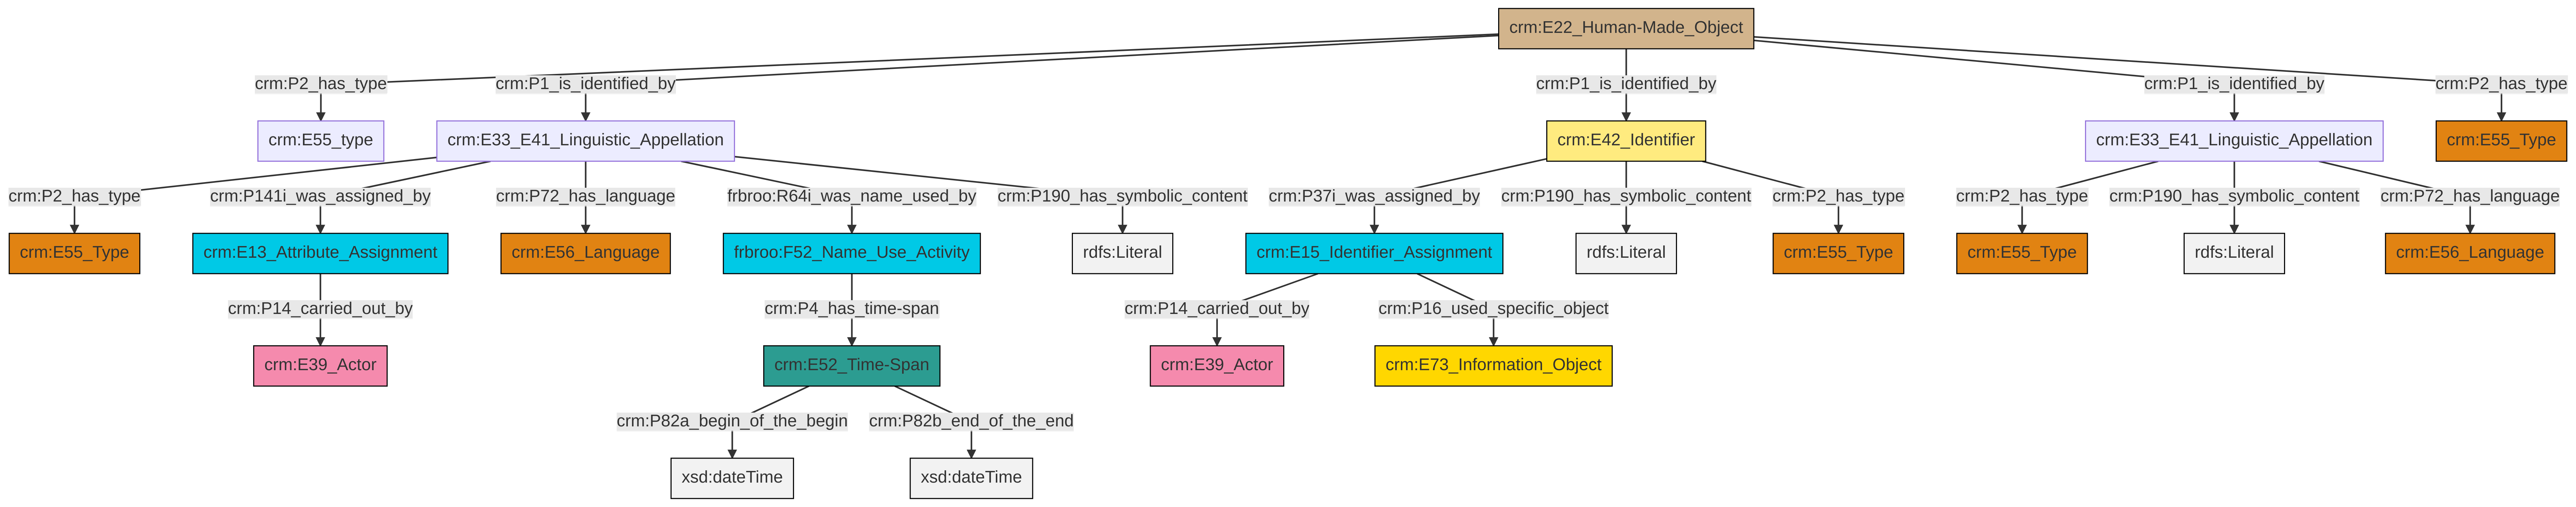 crm:E22_Human-Made_Object
crm:P2_has_type
crm:P1_is_identified_by
crm:P1_is_identified_by
crm:P1_is_identified_by
crm:P2_has_type
crm:E55_type
crm:E33_E41_Linguistic_Appellation
crm:E42_Identifier
crm:E33_E41_Linguistic_Appellation
crm:E55_Type
crm:P2_has_type
crm:P141i_was_assigned_by
crm:P72_has_language
frbroo:R64i_was_name_used_by
crm:P190_has_symbolic_content
crm:P37i_was_assigned_by
crm:P190_has_symbolic_content
crm:P2_has_type
crm:P2_has_type
crm:P190_has_symbolic_content
crm:P72_has_language
crm:E55_Type
crm:E13_Attribute_Assignment
crm:E56_Language
frbroo:F52_Name_Use_Activity
rdfs:Literal
crm:E15_Identifier_Assignment
rdfs:Literal
crm:E55_Type
crm:E55_Type
rdfs:Literal
crm:E56_Language
crm:P14_carried_out_by
crm:P4_has_time-span
crm:P14_carried_out_by
crm:P16_used_specific_object
crm:E39_Actor
crm:E52_Time-Span
crm:E39_Actor
crm:E73_Information_Object
crm:P82a_begin_of_the_begin
crm:P82b_end_of_the_end
xsd:dateTime
xsd:dateTime